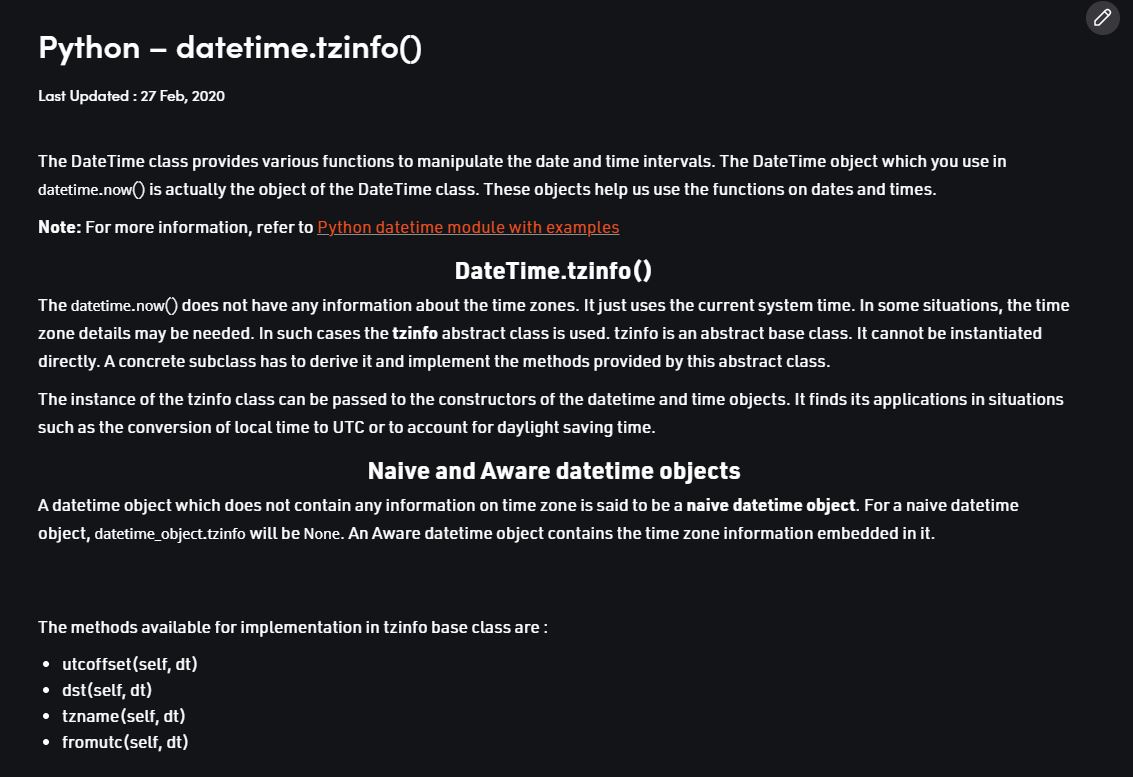 Python – datetime.tzinfo()
Last Updated : 27 Feb, 2020
The DateTime class provides various functions to manipulate the date and time intervals. The DateTime object which you use in
datetime.now() is actually the object of the DateTime class. These objects help us use the functions on dates and times.
Note: For more information, refer to Python datetime module with examples
DateTime.tzinfo()
The datetime.now() does not have any information about the time zones. It just uses the current system time. In some situations, the time
zone details may be needed. In such cases the tzinfo abstract class is used. tzinfo is an abstract base class. It cannot be instantiated
directly. A concrete subclass has to derive it and implement the methods provided by this abstract class.
The instance of the tzinfo class can be passed to the constructors of the datetime and time objects. It finds its applications in situations
such as the conversion of local time to UTC or to account for daylight saving time.
Naive and Aware datetime objects
A datetime object which does not contain any information on time zone is said to be a naive datetime object. For a naive datetime
object, datetime_object.tzinfo will be None. An Aware datetime object contains the time zone information embedded in it.
The methods available for implementation in tzinfo base class are :
• utcoffset(self, dt)
• dst(self, dt)
• tzname(self, dt)
• fromutc(self, dt)